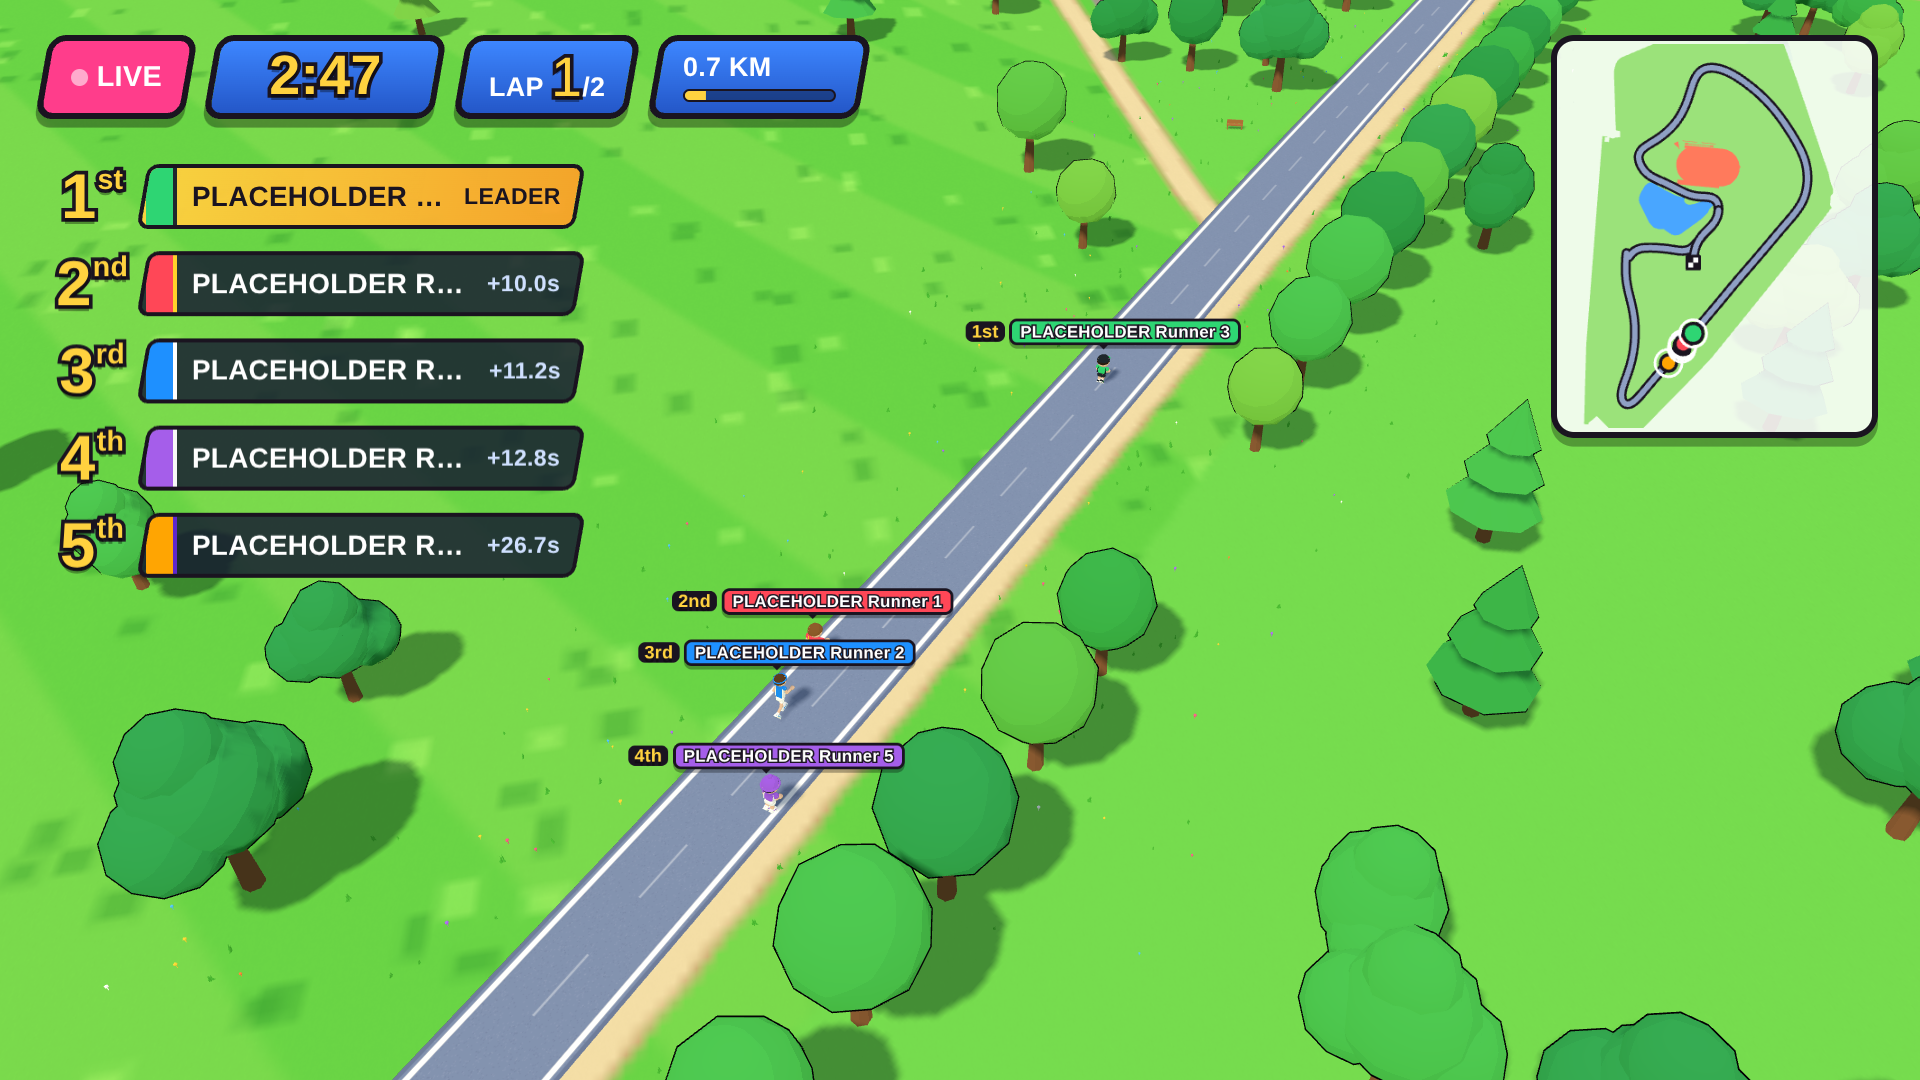 LIVE
2:47
LAP 1/2
0.7 KM
1st PLACEHOLDER ... LEADER
2nd PLACEHOLDER R... +10.0s
3rd PLACEHOLDER R... +11.2s
4th PLACEHOLDER R... +12.8s
5th PLACEHOLDER R... +26.7s
1st PLACEHOLDER Runner 3
2nd PLACEHOLDER Runner 1
3rd PLACEHOLDER Runner 2
4th PLACEHOLDER Runner 5